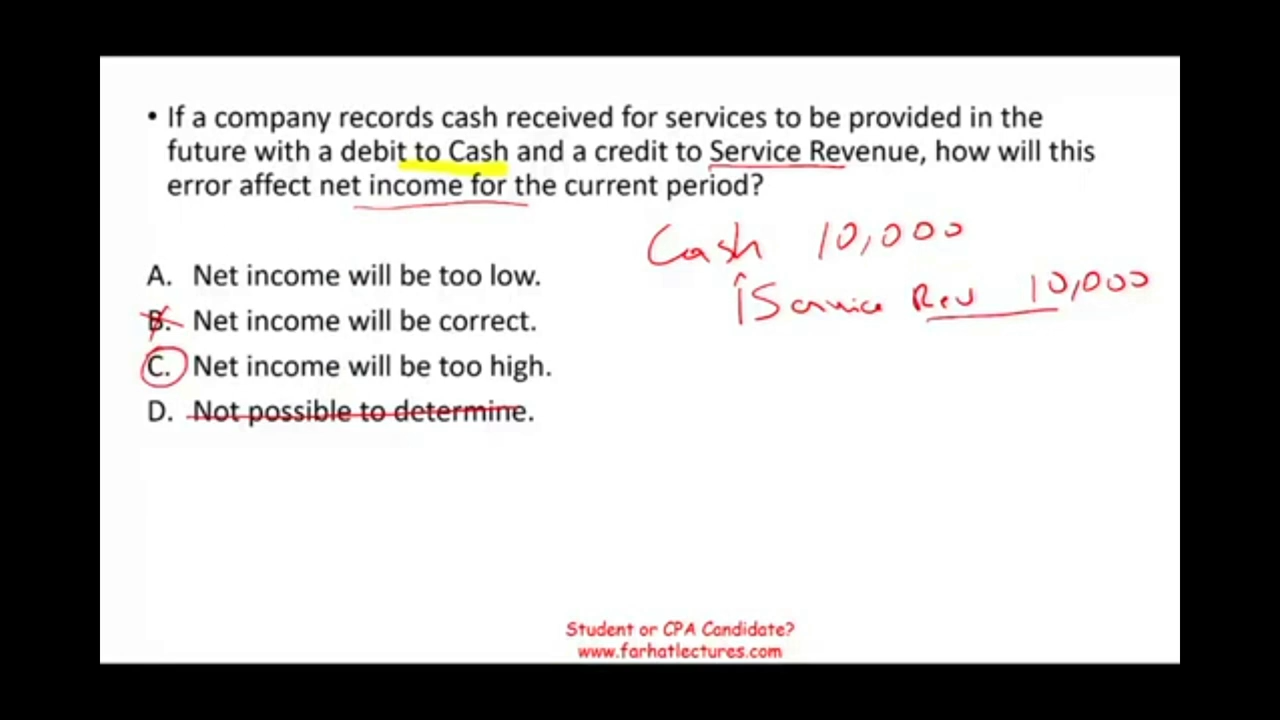 • If a company records cash received for services to be provided in the
future with a debit to Cash and a credit to Service Revenue, how will this
error affect net income for the current period?
Cash 10,000
↑Service Rev 10,000
A. Net income will be too low.
B. Net income will be correct.
C. Net income will be too high.
D. Not possible to determine.
Student or CPA Candidate?
www.farhatlectures.com